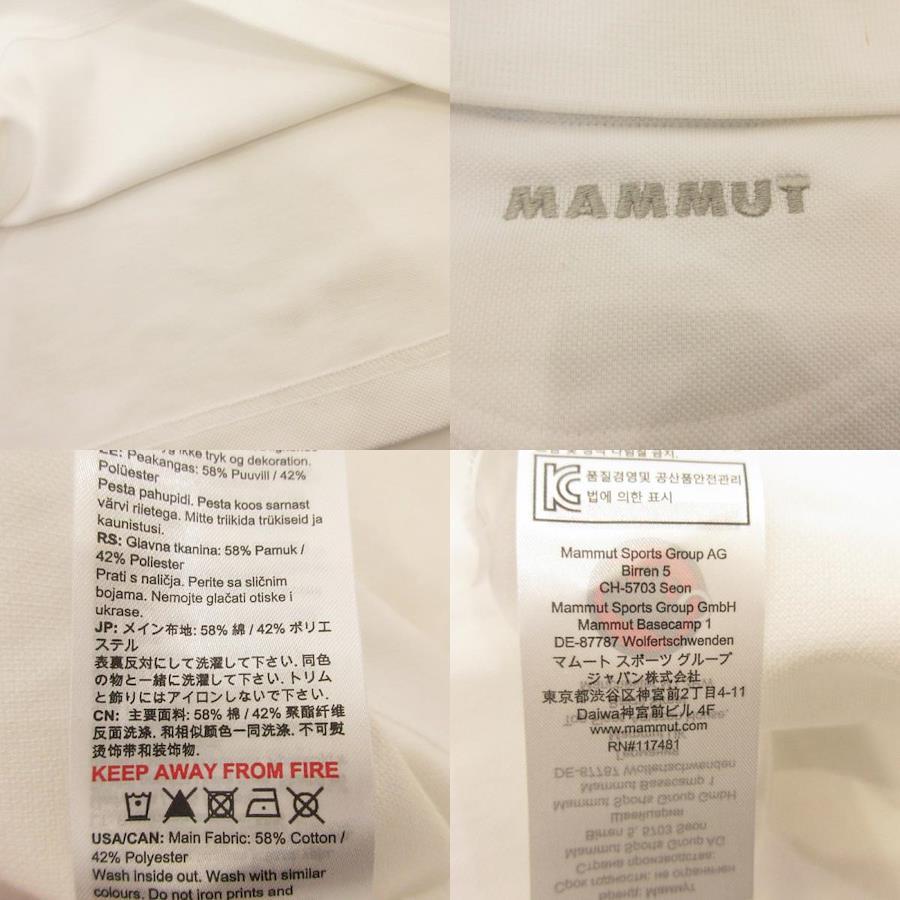 MAMMUT
ikke tryk og dekoration.
EE: Peakangas: 58% Puuvill / 42%
Polüester
Pesta pahupidi. Pesta koos sarnast
värvi riietega. Mitte triikida trükiseid ja
kaunistusi.
RS: Glavna tkanina: 58% Pamuk /
42% Poliester
Prati s naličja. Perite sa sličnim
bojama. Nemojte glačati otiske i
ukrase.
JP: メイン布地: 58% 綿 / 42% ポリエ
ステル
表裏反対にして洗濯して下さい. 同色
の物と一緒に洗濯して下さい. トリム
と飾りにはアイロンしないで下さい.
CN: 主要面料: 58% 棉 / 42% 聚酯纤维
反面洗涤. 和相似颜色一同洗涤. 不可熨
烫饰带和装饰物.
KEEP AWAY FROM FIRE
USA/CAN: Main Fabric: 58% Cotton /
42% Polyester
Wash inside out. Wash with similar
colours. Do not iron prints and
품질경영및 공산품안전관리
법에 의한 표시
Mammut Sports Group AG
Birren 5
CH-5703 Seon
Mammut Sports Group GmbH
Mammut Basecamp 1
DE-87787 Wolfertschwenden
マムート スポーツ グループ
ジャパン株式会社
東京都渋谷区神宮前2丁目4-11
Daiwa神宮前ビル 4F
www.mammut.com
RN#117481